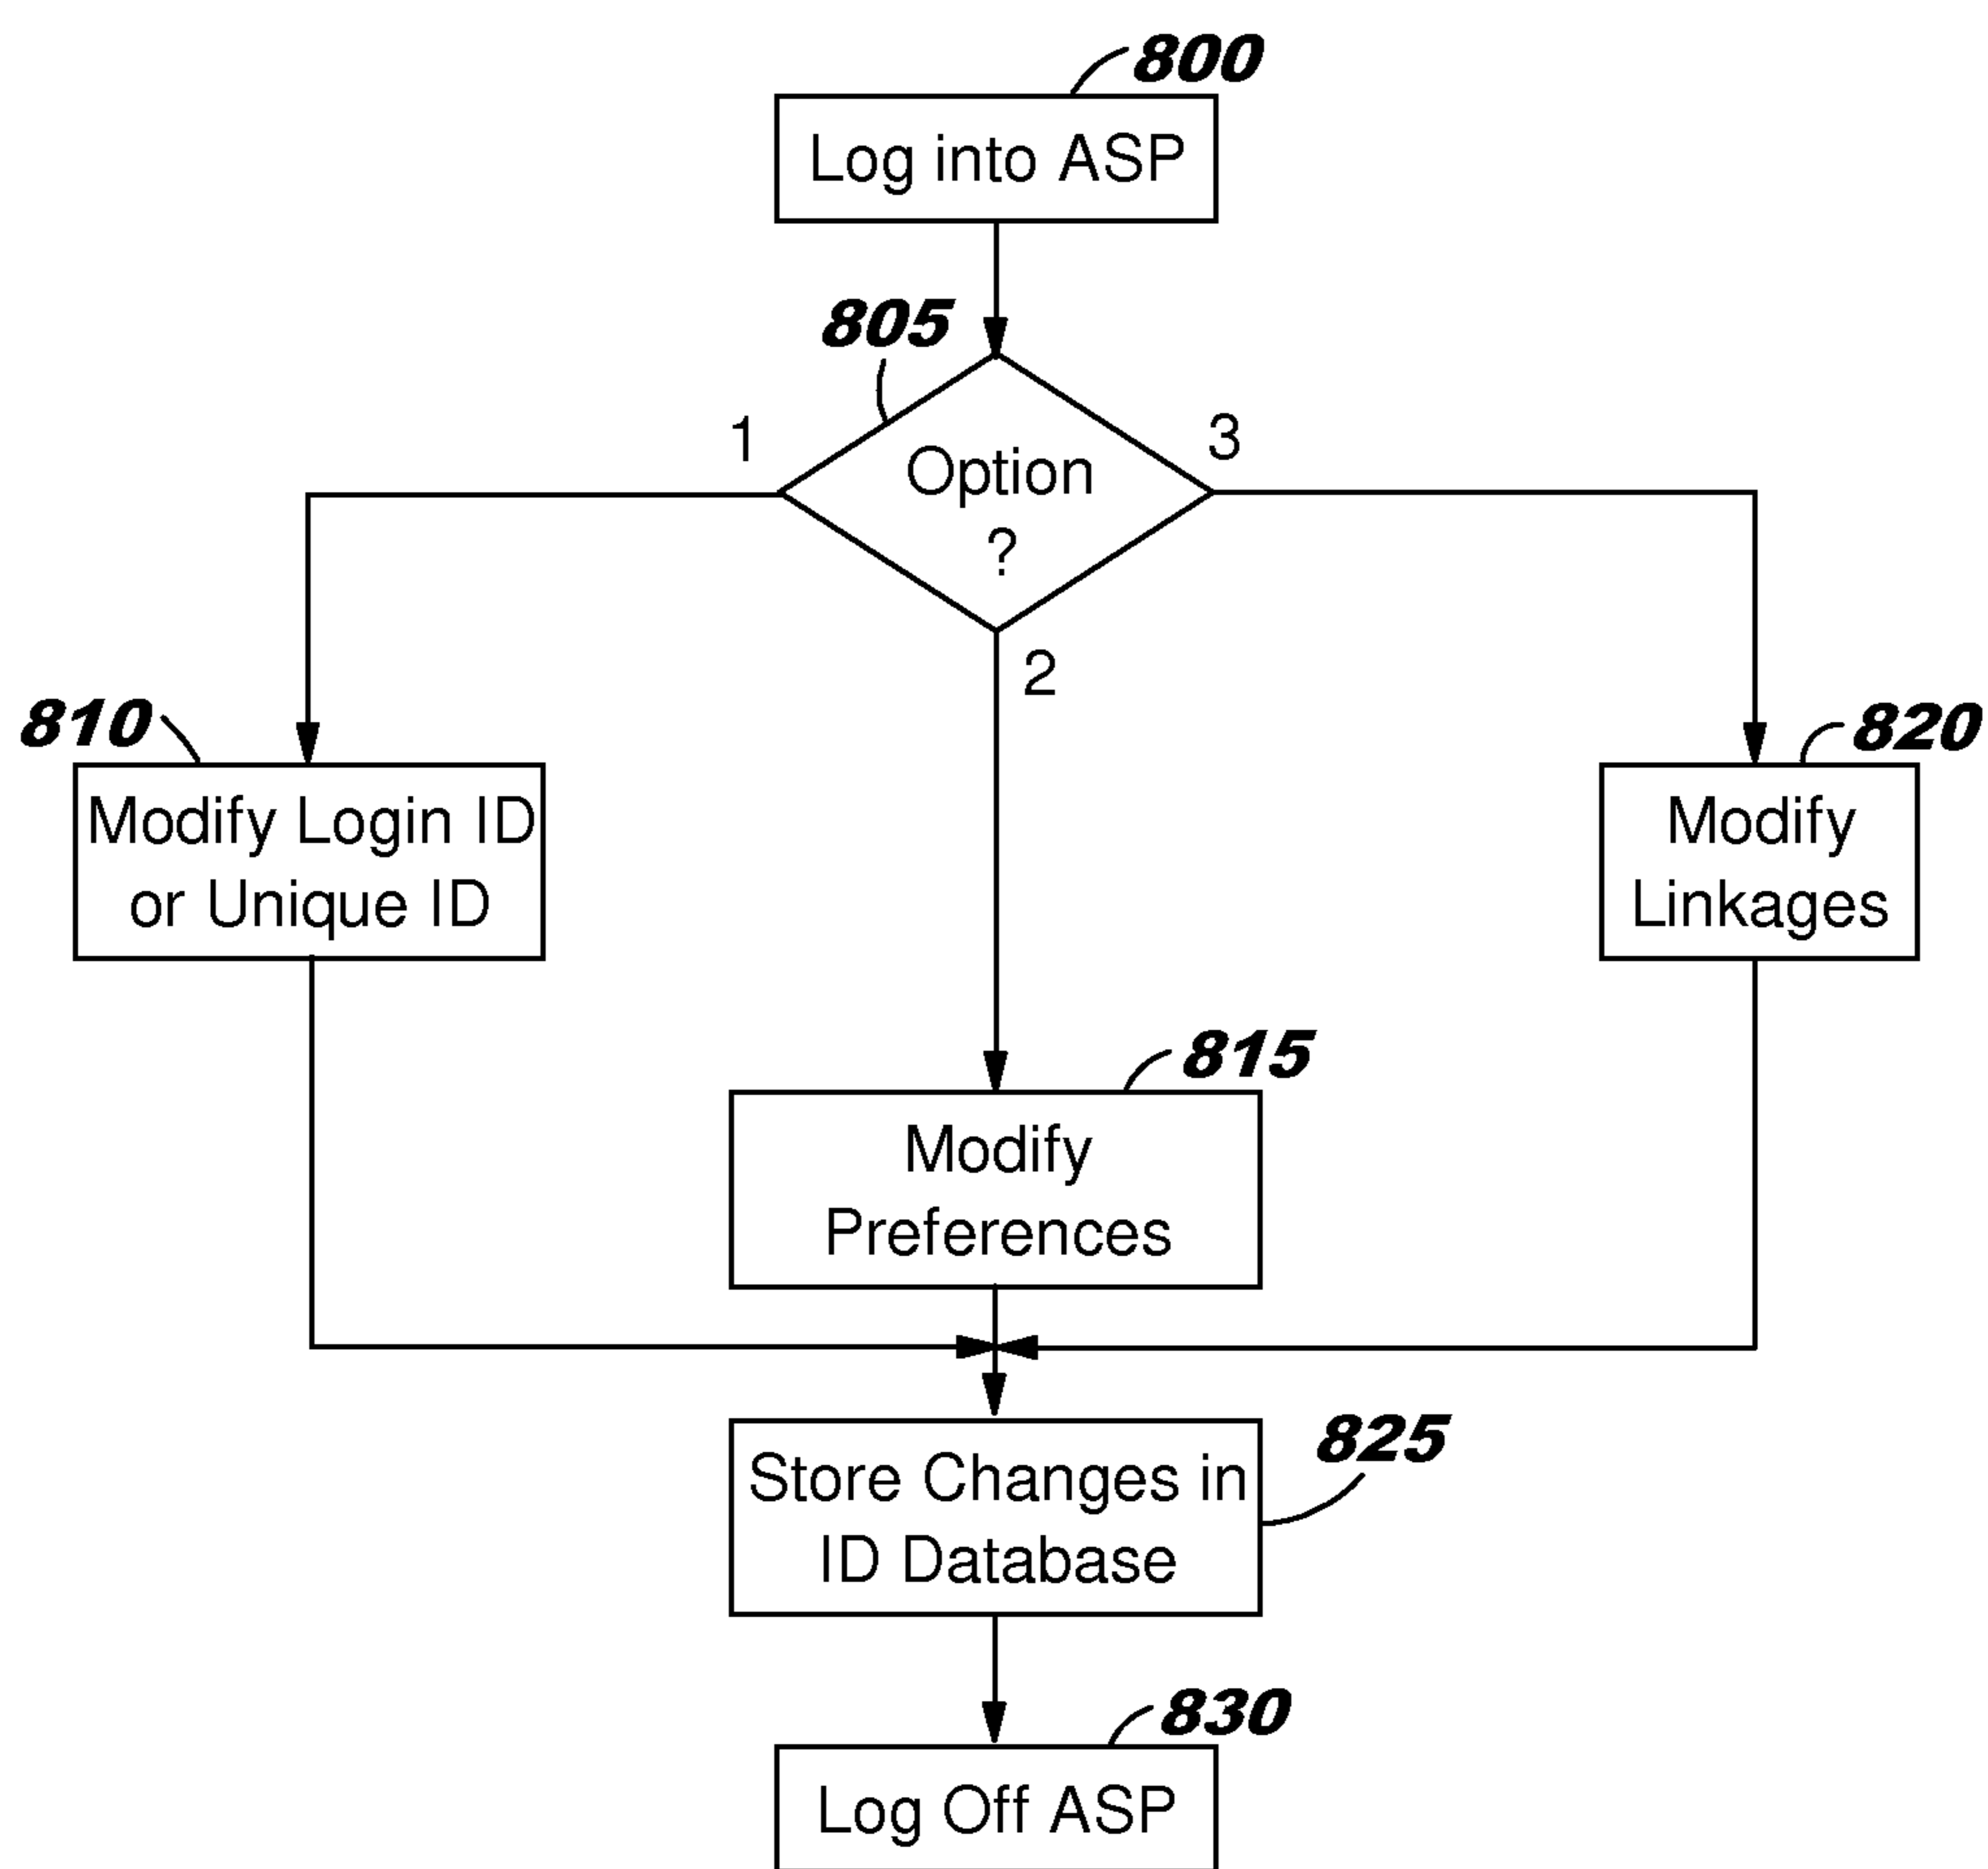 800
Log into ASP
805
1
3
Option
?
2
810
820
Modify Login ID
or Unique ID
Modify
Linkages
815
Modify
Preferences
825
Store Changes in
ID Database
830
Log Off ASP